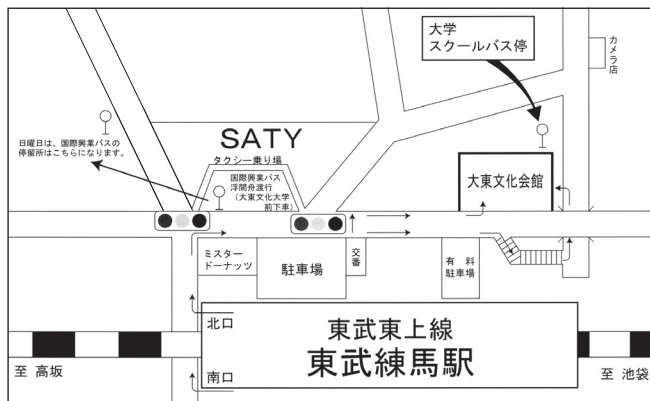 大学
スクールバス停
カメラ店
日曜日は、国際興業バスの
停留所はこちらになります。
SATY
タクシー乗り場
国際興業バス
浮間舟渡行
(大東文化大学
前下車)
大東文化会館
ミスター
ドーナッツ
駐車場
交番
有料
駐車場
北口
東武東上線
東武練馬駅
南口
至 高坂
至 池袋